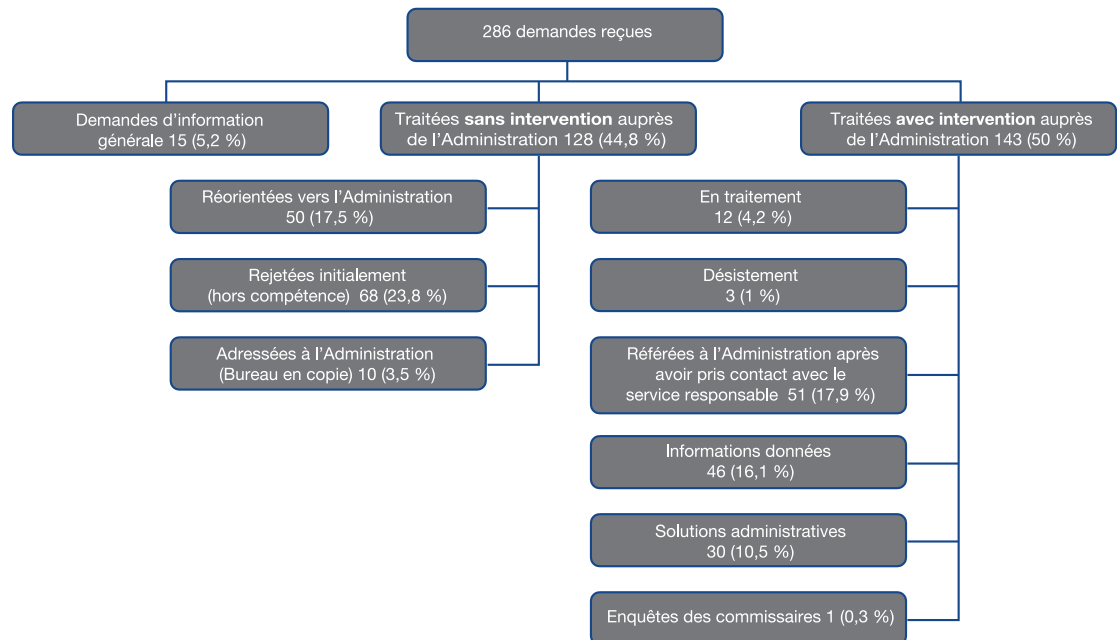 286 demandes reçues
Demandes d’information
générale 15 (5,2 %)
Traitées sans intervention auprès
de l’Administration 128 (44,8 %)
Traitées avec intervention auprès
de l’Administration 143 (50 %)
Réorientées vers l’Administration
50 (17,5 %)
Rejetées initialement
(hors compétence) 68 (23,8 %)
Adressées à l’Administration
(Bureau en copie) 10 (3,5 %)
En traitement
12 (4,2 %)
Désistement
3 (1 %)
Référées à l’Administration après
avoir pris contact avec le
service responsable 51 (17,9 %)
Informations données
46 (16,1 %)
Solutions administratives
30 (10,5 %)
Enquêtes des commissaires 1 (0,3 %)